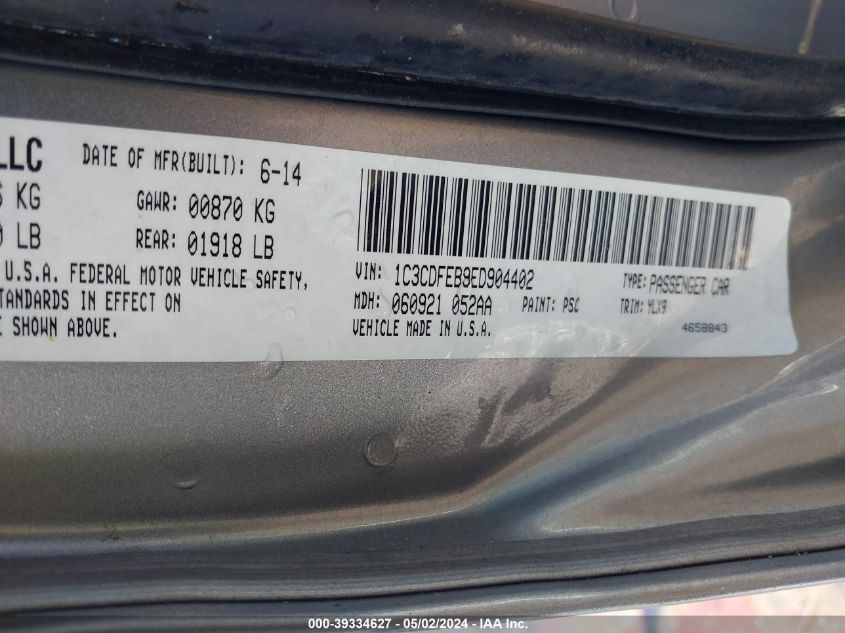 LLC DATE OF MFR(BUILT): 6-14
KG GAWR: 00870 KG
LB REAR: 01918 LB
U.S.A. FEDERAL MOTOR VEHICLE SAFETY,
STANDARDS IN EFFECT ON
SHOWN ABOVE.
VIN: 1C3CDFEB9ED904402 TYPE: PASSENGER CAR
MDH: 060921 052AA PAINT: PSC TRIM: YLX9
VEHICLE MADE IN U.S.A. 4658843
000-39334627 - 05/02/2024 - IAA Inc.